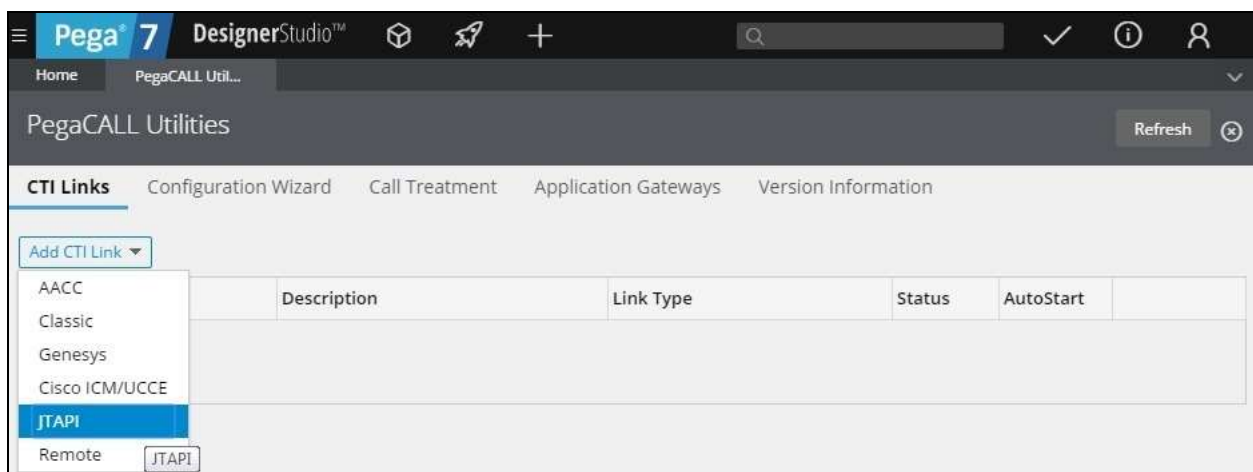 Pega® 7 DesignerStudio™
Home PegaCALL Util...
PegaCALL Utilities Refresh
CTI Links Configuration Wizard Call Treatment Application Gateways Version Information
Add CTI Link
Description Link Type Status AutoStart
AACC
Classic
Genesys
Cisco ICM/UCCE
JTAPI
Remote
JTAPI